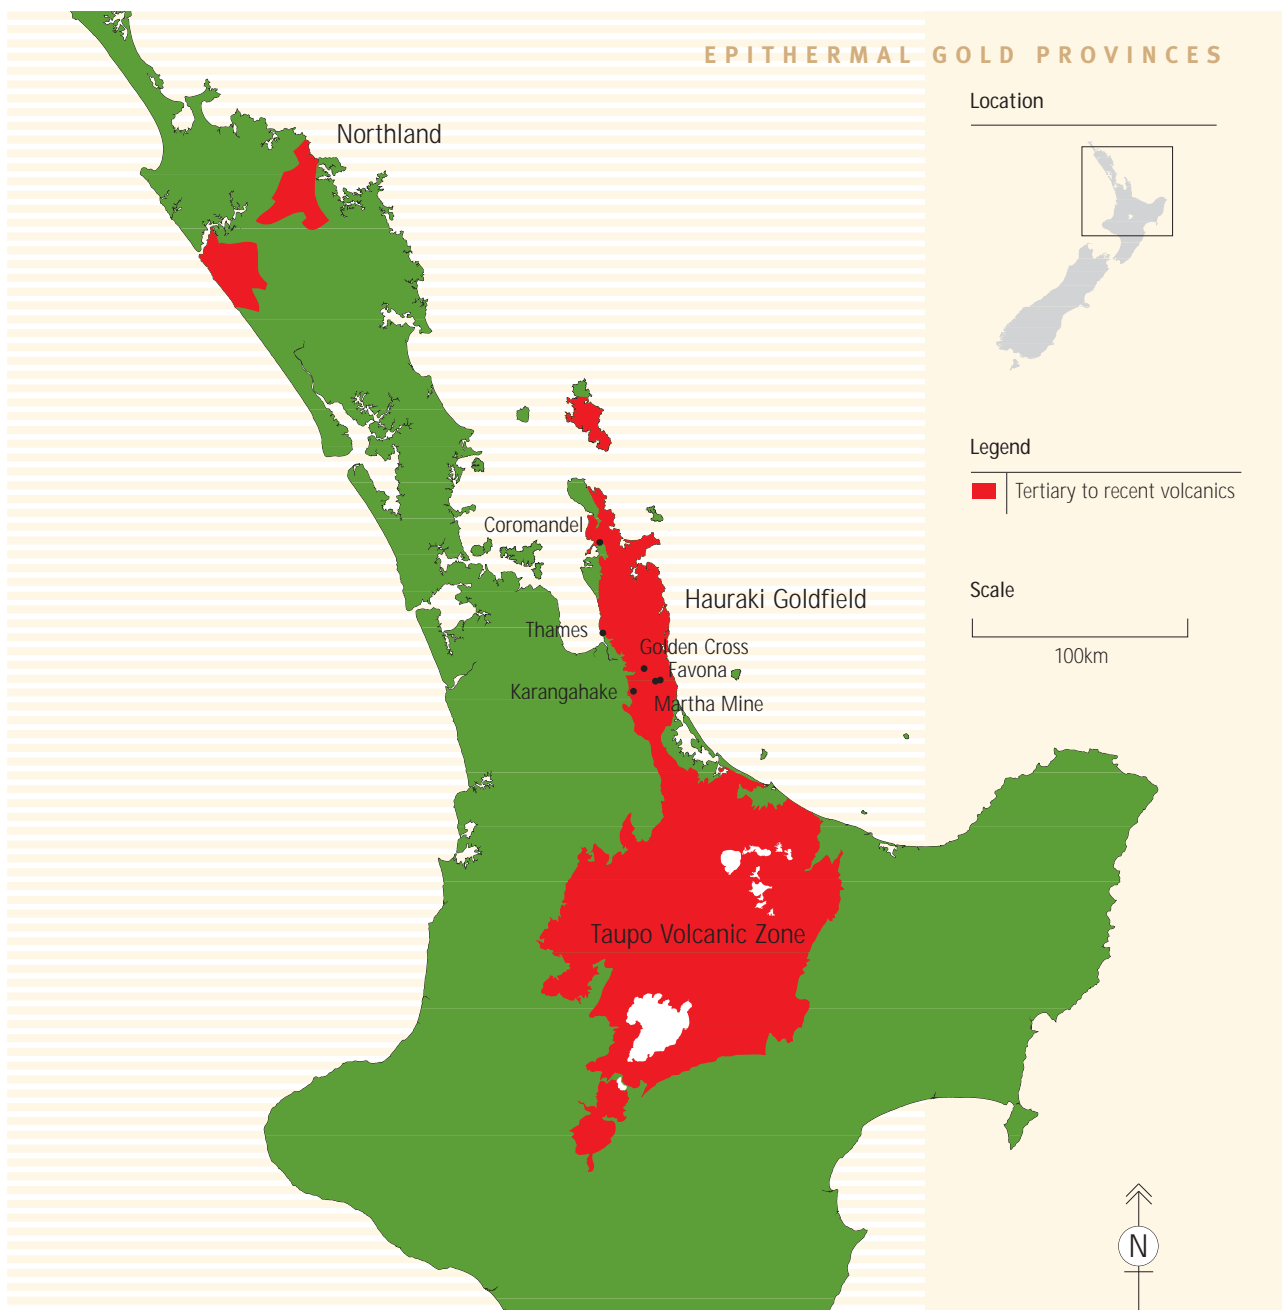 EPITHERMAL GOLD PROVINCES
Location
Northland
Legend
Tertiary to recent volcanics
Coromandel
Scale
Hauraki Goldfield
Thames
Golden Cross
100km
Favona
Karangahake
Martha Mine
Taupo Volcanic Zone
N